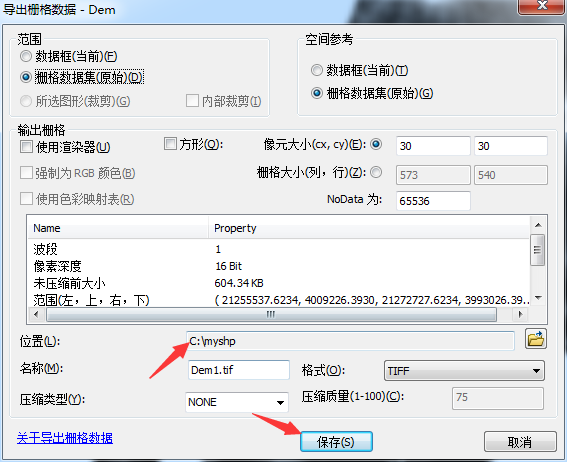 导出栅格数据 - Dem
范围
数据框(当前)(F)
栅格数据集(原始)(D)
所选图形(裁剪)(G)
内部裁剪(I)
空间参考
数据框(当前)(T)
栅格数据集(原始)(G)
输出栅格
使用渲染器(U)
方形(Q):
像元大小(cx, cy)(E):
30
30
强制为 RGB 颜色(B)
栅格大小(列，行)(Z):
573
540
使用色彩映射表(R)
NoData 为:
65536
Name Property
波段 1
像素深度 16 Bit
未压缩前大小 604.34 KB
范围(左，上，右，下) ( 21255537.6234, 4009226.3930, 21272727.6234, 3993026.39...
位置(L):
C:\myshp
名称(M):
Dem1.tif
格式(O):
TIFF
压缩类型(Y):
NONE
压缩质量(1-100)(C):
75
关于导出栅格数据
保存(S)
取消